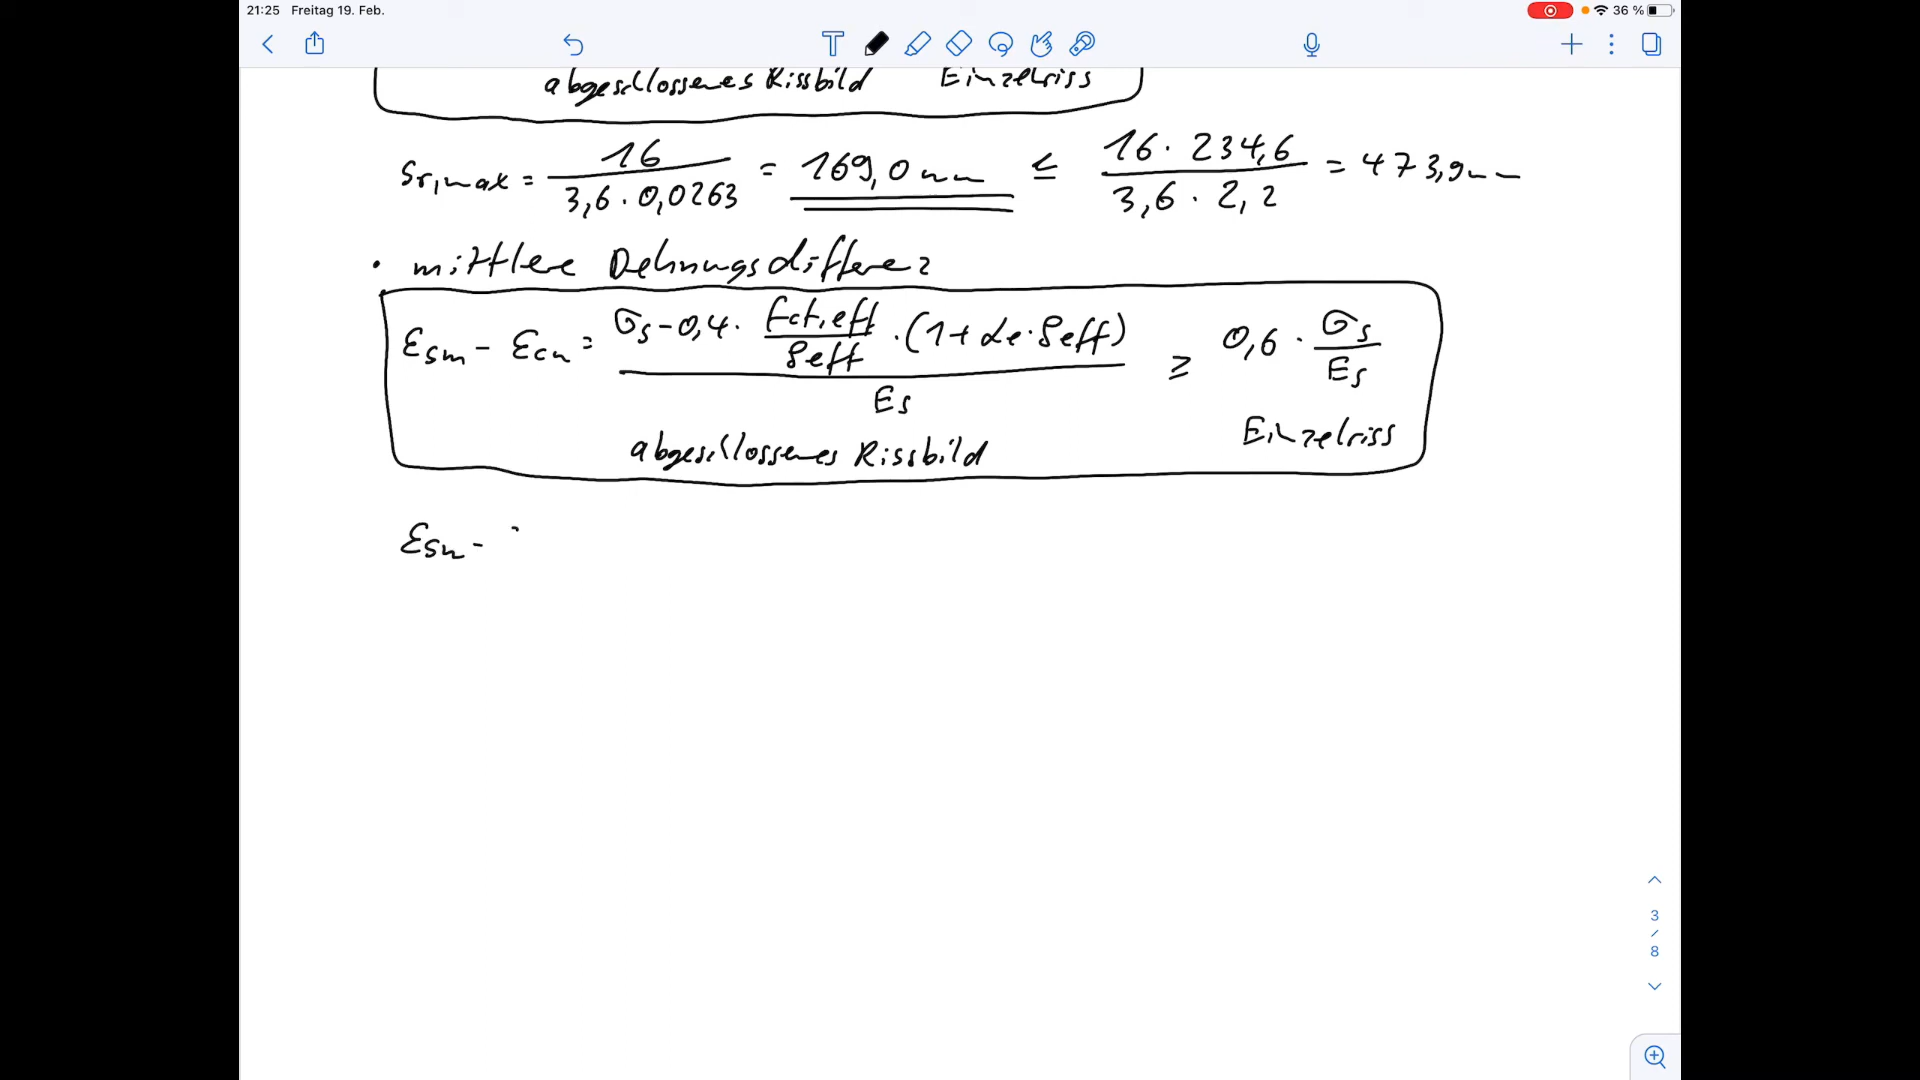 21:25 Freitag 19. Feb. 36 %
abgeschlossenes Rissbild Einzelriss
Sr,max = 16 / 3,6 · 0,0263 = 169,0 mm ≤ 16 · 234,6 / 3,6 · 2,2 = 473,9mm
• mittlere Dehnungsdifferenz
εsm - εcm = σs - 0,4 · fct,eff / ρeff · (1 + αe · ρeff) / Es ≥ 0,6 · σs / Es
abgeschlossenes Rissbild Einzelriss
εsm -
3
/
8